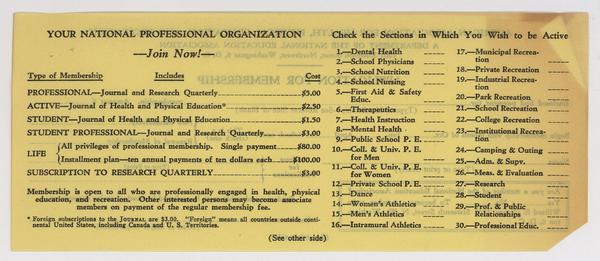 YOUR NATIONAL PROFESSIONAL ORGANIZATION
—Join Now!—
Type of Membership Includes Cost
PROFESSIONAL—Journal and Research Quarterly $5.00
ACTIVE—Journal of Health and Physical Education* $2.50
STUDENT—Journal of Health and Physical Education $1.50
STUDENT PROFESSIONAL—Journal and Research Quarterly $3.00
LIFE { All privileges of professional membership. Single payment $80.00
Installment plan—ten annual payments of ten dollars each $100.00
SUBSCRIPTION TO RESEARCH QUARTERLY $3.00
Membership is open to all who are professionally engaged in health, physical
education, and recreation. Other interested persons may become associate
members on payment of the regular membership fee.
* Foreign subscriptions to the JOURNAL are $3.00. "Foreign" means all countries outside conti-
nental United States, including Canada and U. S. Territories.
(See other side)
Check the Sections in Which You Wish to be Active
1.—Dental Health
2.—School Physicians
3.—School Nutrition
4.—School Nursing
5.—First Aid & Safety
Educ.
6.—Therapeutics
7.—Health Instruction
8.—Mental Health
9.—Public School P. E.
10.—Coll. & Univ. P. E.
for Men
11.—Coll. & Univ. P. E.
for Women
12.—Private School P. E.
13.—Dance
14.—Women's Athletics
15.—Men's Athletics
16.—Intramural Athletics
17.—Municipal Recrea-
tion
18.—Private Recreation
19.—Industrial Recrea-
tion
20.—Park Recreation
21.—School Recreation
22.—College Recreation
23.—Institutional Recrea-
tion
24.—Camping & Outing
25.—Adm. & Supv.
26.—Meas. & Evaluation
27.—Research
28.—Student
29.—Prof. & Public
Relationships
30.—Professional Educ.